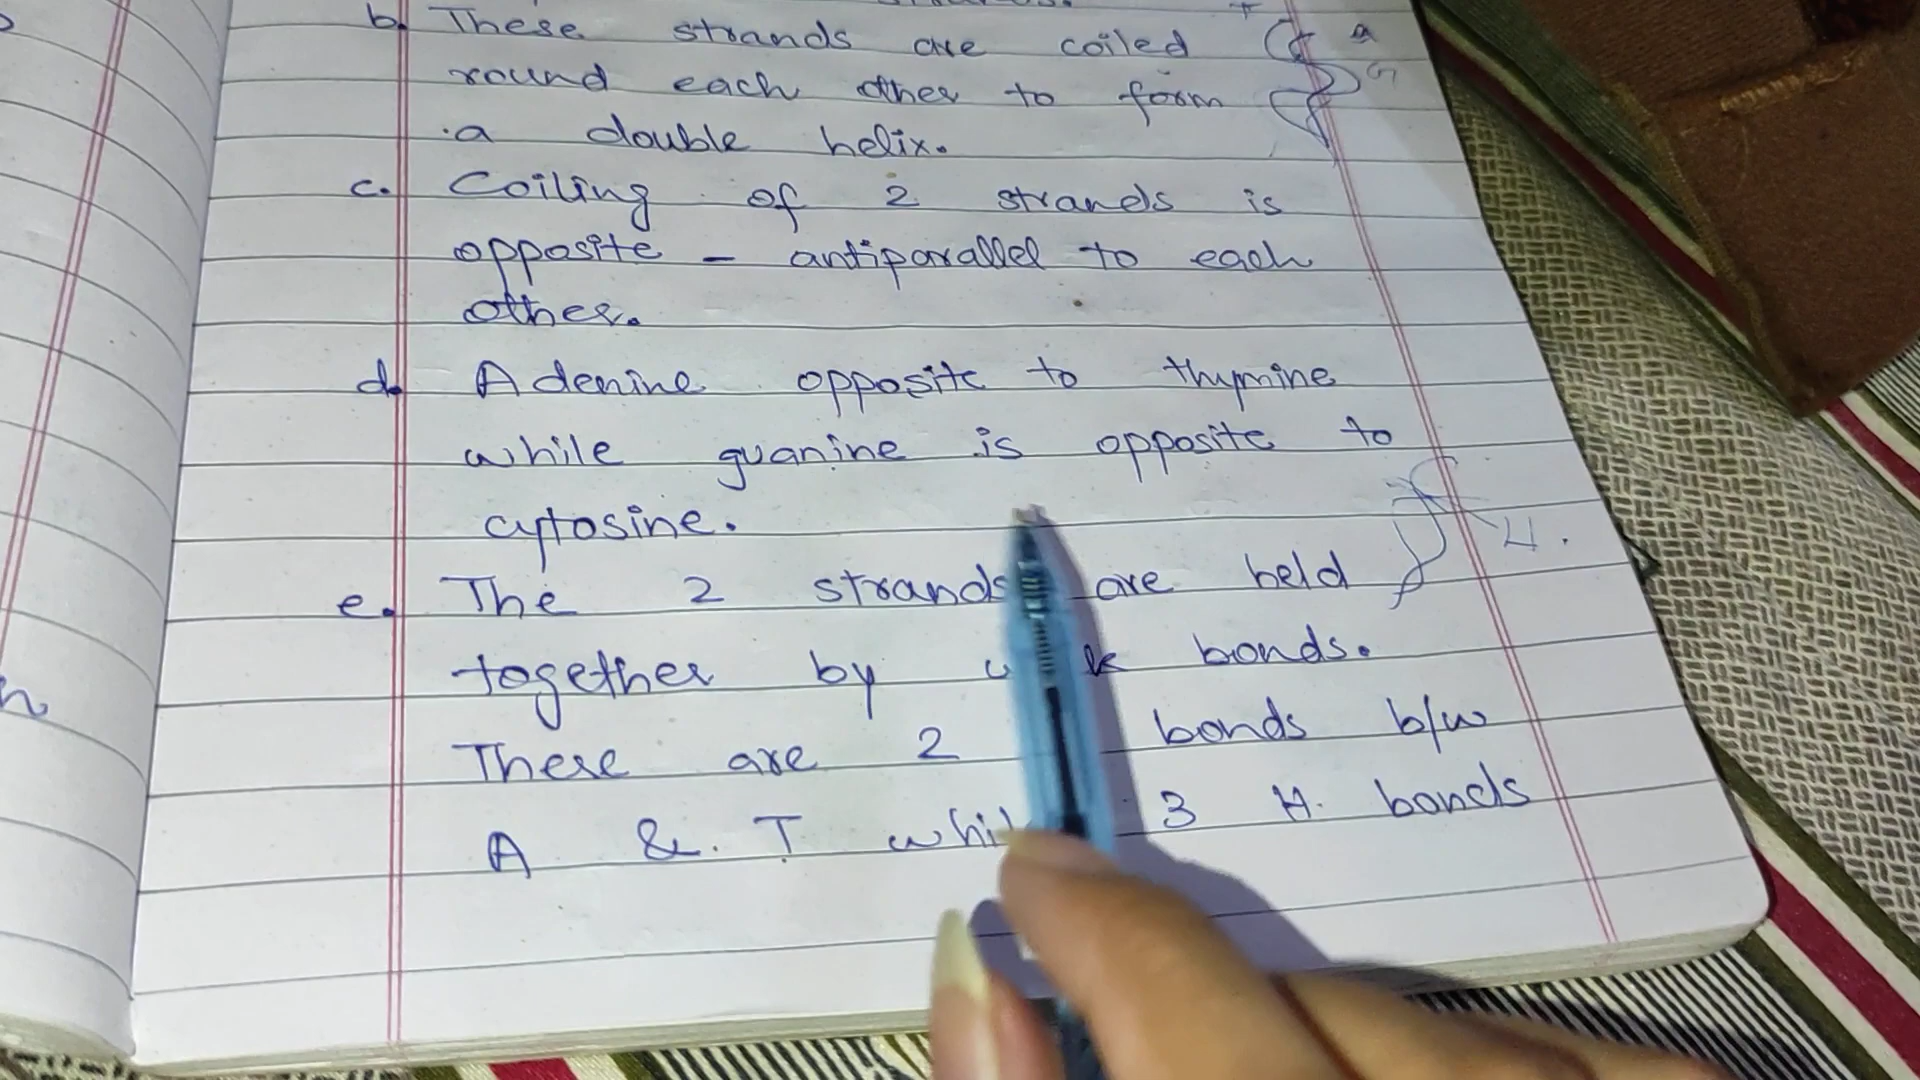 b. These strands are coiled
round each other to form
a double helix.
c. Coiling of 2 strands is
opposite - antiparallel to each
other.
d. Adenine opposite to thymine
while guanine is opposite to
cytosine.
e. The 2 strands are held
together by bonds.
These are 2 bonds b/w
A & T 3 H. bonds